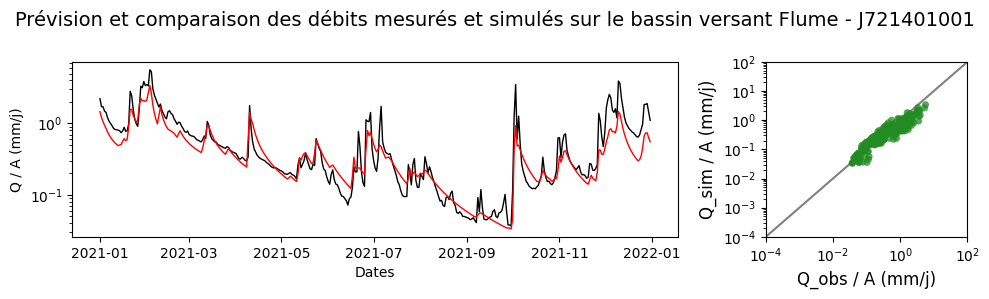 Prévision et comparaison des débits mesurés et simulés sur le bassin versant Flume - J721401001
Q / A (mm/j)
10⁰
10⁻¹
2021-01 2021-03 2021-05 2021-07 2021-09 2021-11 2022-01
Dates
Q_sim / A (mm/j)
10²
10¹
10⁰
10⁻¹
10⁻²
10⁻³
10⁻⁴
10⁻⁴ 10⁻² 10⁰ 10²
Q_obs / A (mm/j)